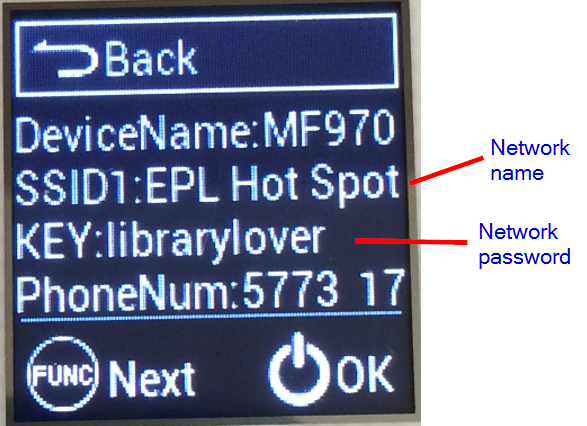 Back
DeviceName:MF970
SSID1:EPL Hot Spot
Network
name
KEY:librarylover
Network
password
PhoneNum:5773 17
FUNC Next
OK